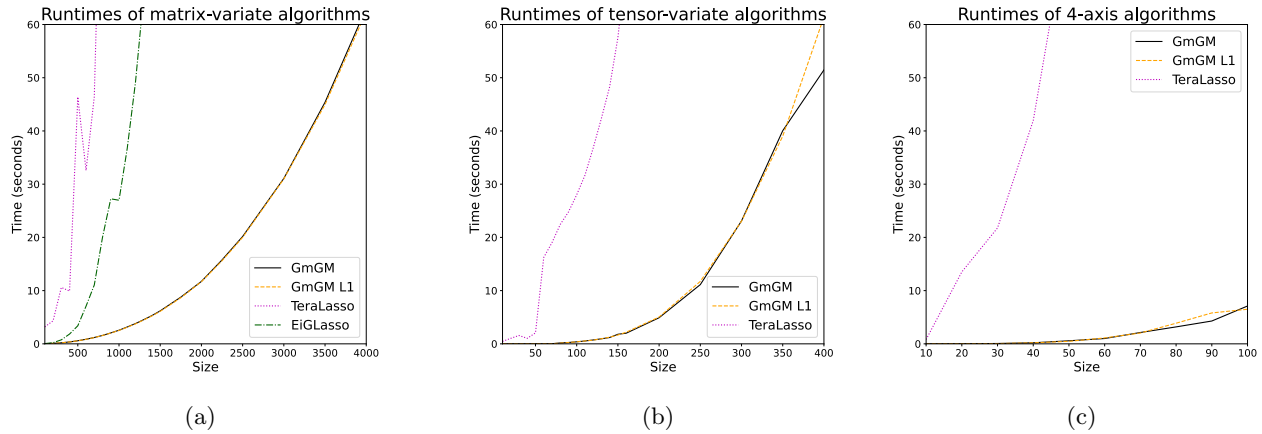 Runtimes of matrix-variate algorithms
60
50
40
30
20
10
0
Time (seconds)
500 1000 1500 2000 2500 3000 3500 4000
Size
GmGM
GmGM L1
TeraLasso
EiGLasso
(a)
Runtimes of tensor-variate algorithms
60
50
40
30
20
10
0
Time (seconds)
50 100 150 200 250 300 350 400
Size
GmGM
GmGM L1
TeraLasso
(b)
Runtimes of 4-axis algorithms
60
50
40
30
20
10
0
Time (seconds)
10 20 30 40 50 60 70 80 90 100
Size
GmGM
GmGM L1
TeraLasso
(c)